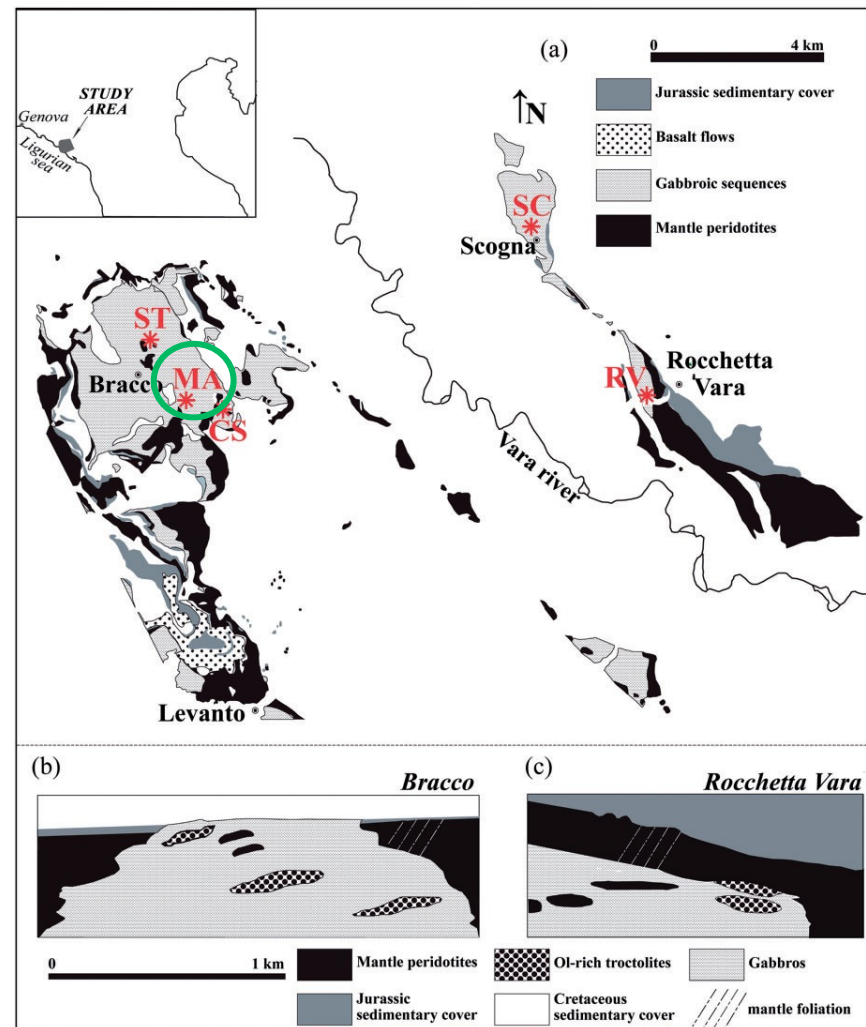 (a)
0 4 km
STUDY
AREA
Genova
Ligurian
sea
↑N
Jurassic sedimentary cover
Basalt flows
Gabbroic sequences
Mantle peridotites
SC
Scogna
ST
Bracco
MA
CS
RV
Rocchetta
Vara
Vara river
Levanto
(b)
Bracco
(c)
Rocchetta Vara
0 1 km
Mantle peridotites
Ol-rich troctolites
Gabbros
Jurassic
sedimentary cover
Cretaceous
sedimentary cover
mantle foliation